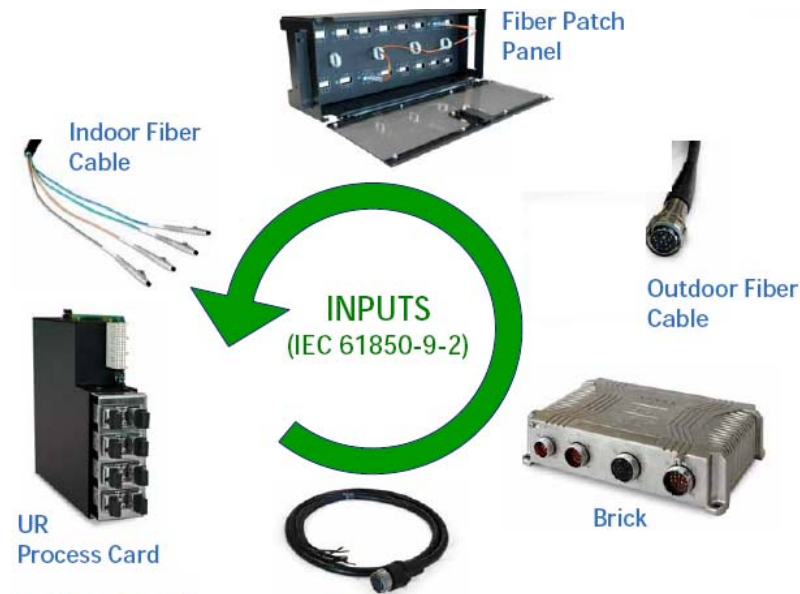 Fiber Patch
Panel
Indoor Fiber
Cable
Outdoor Fiber
Cable
INPUTS
(IEC 61850-9-2)
Brick
UR
Process Card